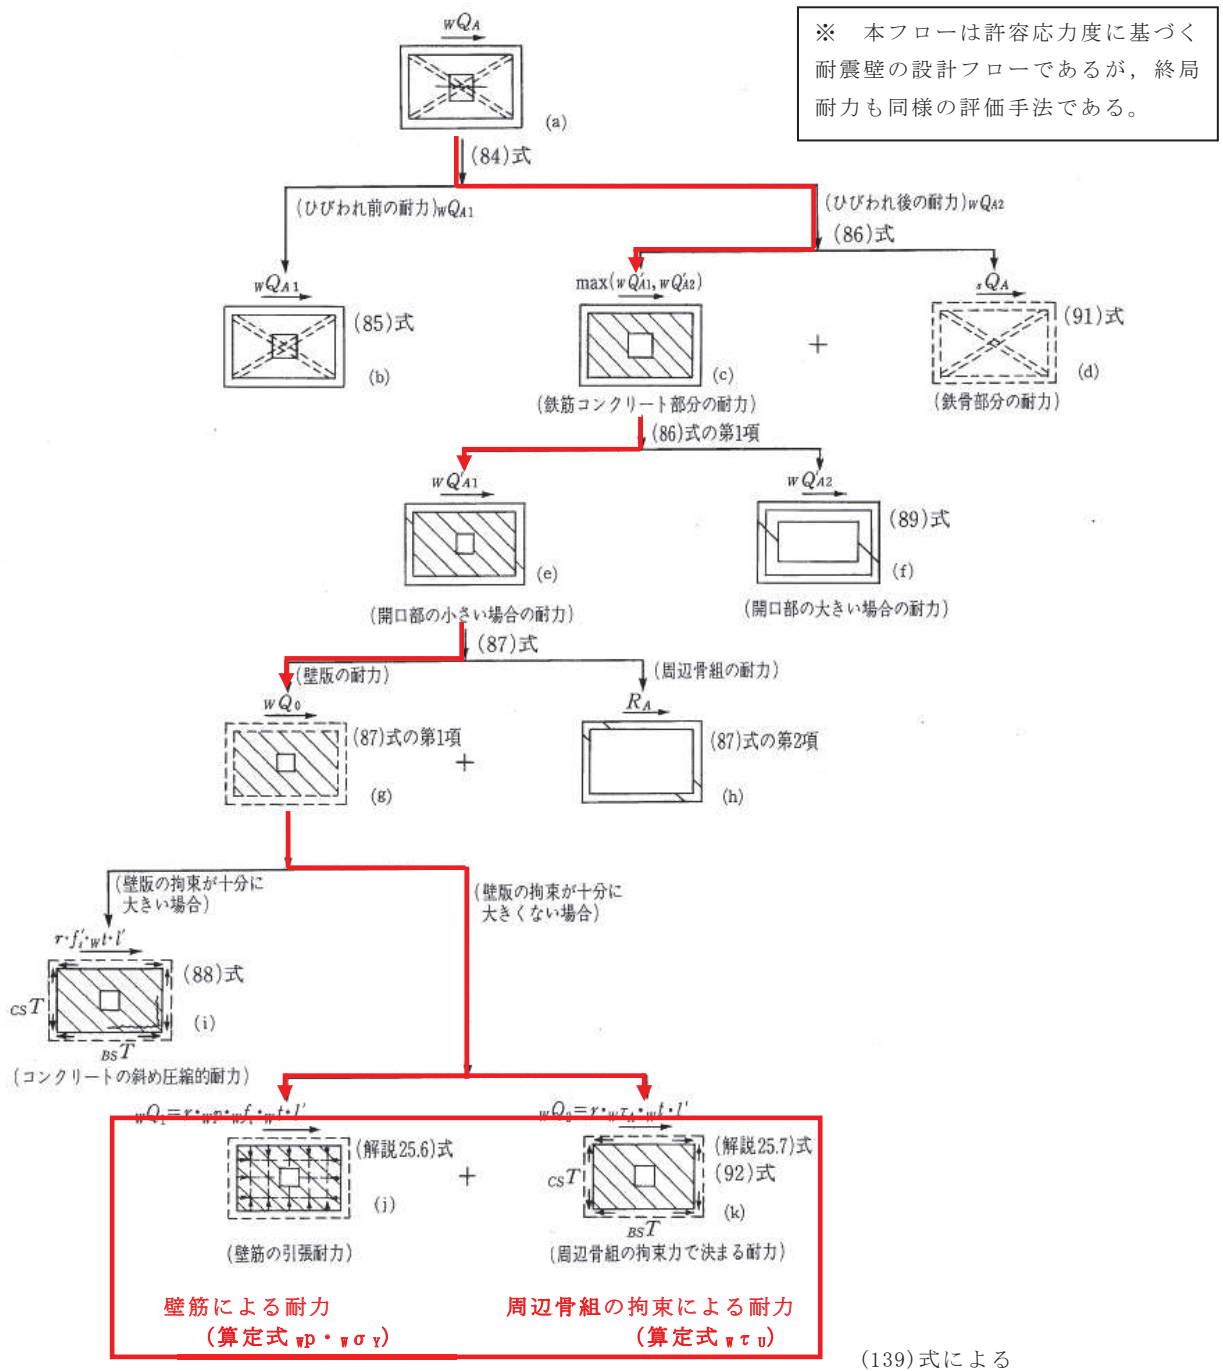 wQA
※ 本フローは許容応力度に基づく
耐震壁の設計フローであるが，終局
耐力も同様の評価手法である。
(a)
(84)式
(ひびわれ前の耐力)wQA1
(ひびわれ後の耐力)wQA2
(86)式
wQA1
(85)式
(b)
max(wQ'A1, wQ'A2)
(c)
(鉄筋コンクリート部分の耐力)
+
sQA
(91)式
(d)
(鉄骨部分の耐力)
(86)式の第1項
wQ'A1
(e)
(開口部の小さい場合の耐力)
wQ'A2
(89)式
(f)
(開口部の大きい場合の耐力)
(87)式
(壁版の耐力)
(周辺骨組の耐力)
wQ0
(87)式の第1項
(g)
+
RA
(87)式の第2項
(h)
(壁版の拘束が十分に
大きい場合)
(壁版の拘束が十分に
大きくない場合)
r・fs'・wt・l'
(88)式
csT
(i)
BST
(コンクリートの斜め圧縮的耐力)
wQ1=r・wp・wft・wt・l'
(解説25.6)式
(j)
(壁筋の引張耐力)
+
wQ2=r・wτA・wt・l'
(解説25.7)式
(92)式
csT
(k)
BST
(周辺骨組の拘束力で決まる耐力)
壁筋による耐力
(算定式 wp・wσY)
周辺骨組の拘束による耐力
(算定式 wτU)
(139)式による